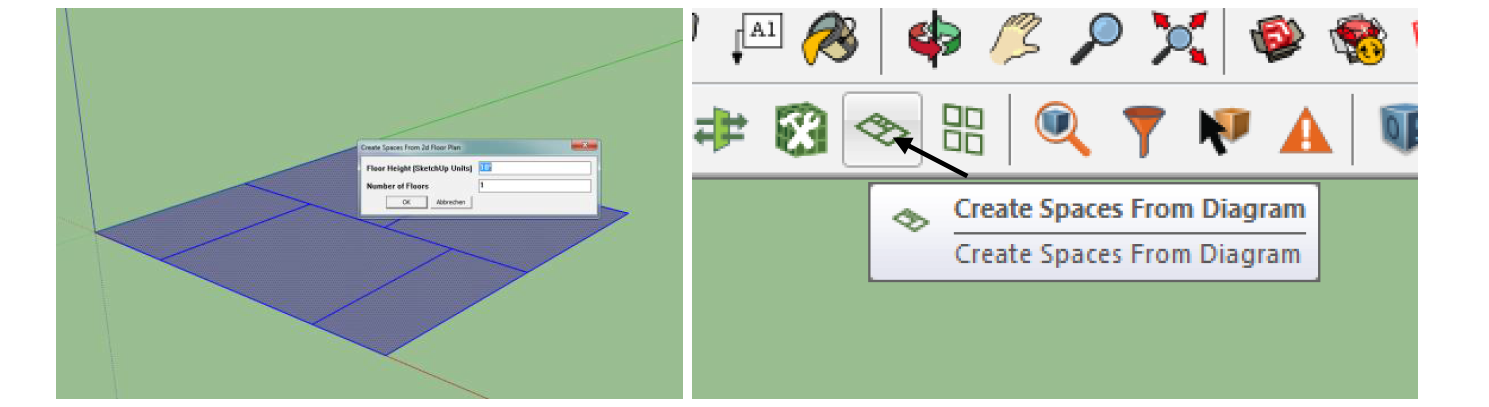 Create Spaces From 2d Floor Plan
Floor Height (SketchUp Units)
Number of Floors 1
OK Abbrechen
A1
Create Spaces From Diagram
Create Spaces From Diagram